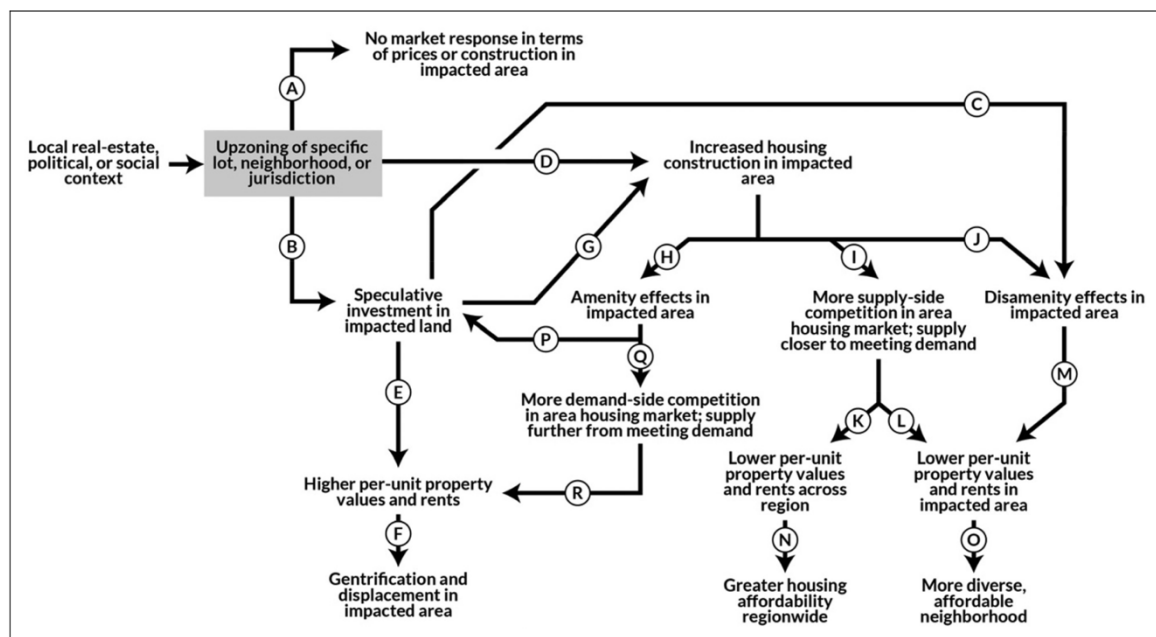 No market response in terms
of prices or construction in
impacted area
A
C
Local real-estate,
political, or social
context
Upzoning of specific
lot, neighborhood, or
jurisdiction
D
Increased housing
construction in impacted
area
B
G
H
I
J
Speculative
investment in
impacted land
Amenity effects in
impacted area
More supply-side
competition in area
housing market; supply
closer to meeting demand
Disamenity effects in
impacted area
P
Q
E
M
More demand-side competition
in area housing market; supply
further from meeting demand
K
L
Higher per-unit property
values and rents
R
Lower per-unit
property values
and rents across
region
Lower per-unit
property values
and rents in
impacted area
F
N
O
Gentrification and
displacement in
impacted area
Greater housing
affordability
regionwide
More diverse,
affordable
neighborhood